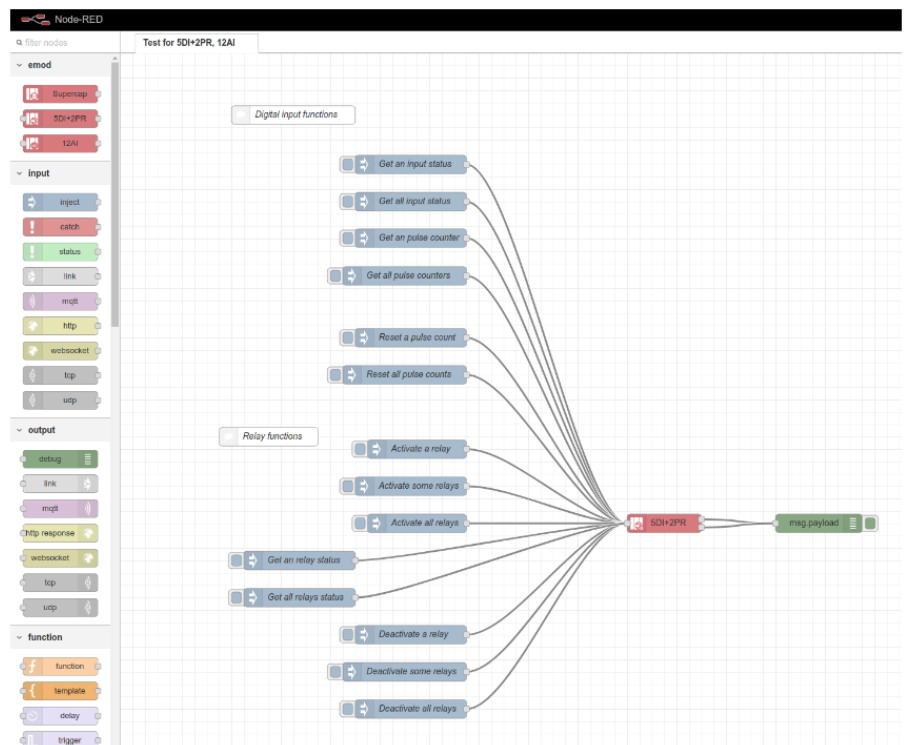 Node-RED
filter nodes
Test for 5DI+2PR, 12AI
emod
Supercap
5DI+2PR
12AI
input
inject
catch
status
link
mqtt
http
websocket
tcp
udp
output
debug
link
mqtt
http response
websocket
tcp
udp
function
function
template
delay
trigger
Digital input functions
Get an input status
Get all input status
Get an pulse counter
Get all pulse counters
Reset a pulse count
Reset all pulse counts
Relay functions
Activate a relay
Activate some relays
Activate all relays
Get an relay status
Get all relays status
Deactivate a relay
Deactivate some relays
Deactivate all relays
5DI+2PR
msg.payload